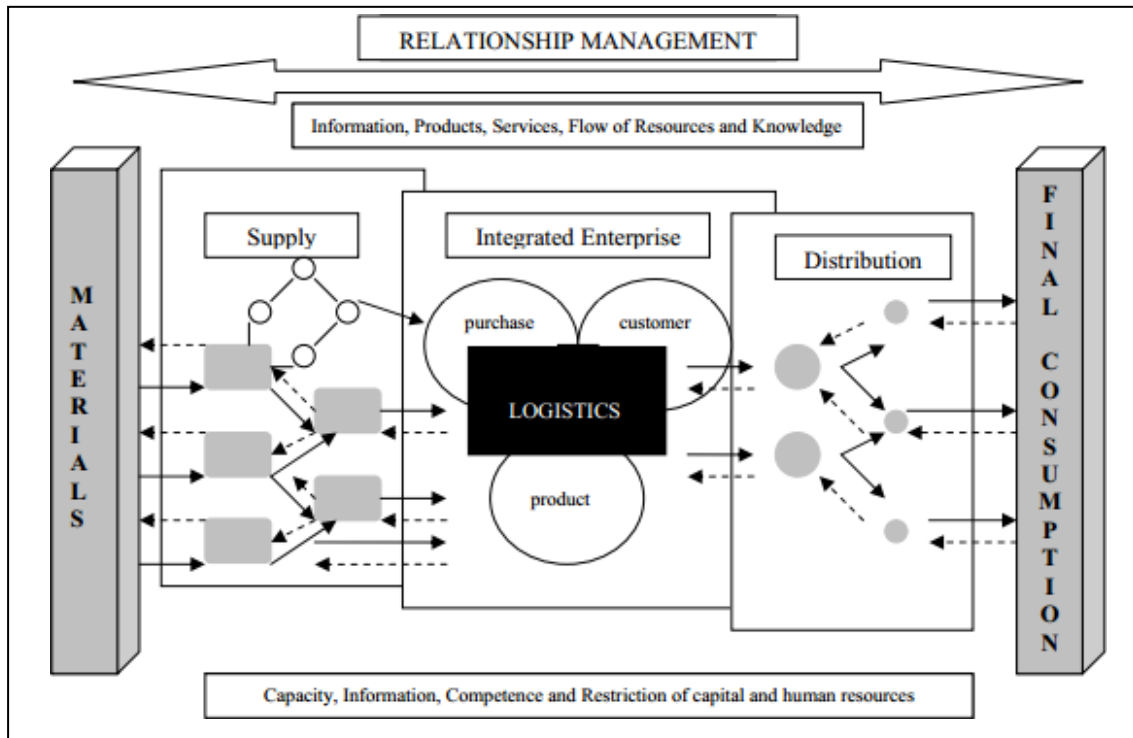 RELATIONSHIP MANAGEMENT
Information, Products, Services, Flow of Resources and Knowledge
MATERIALS
Supply
Integrated Enterprise
Distribution
FINAL CONSUMPTION
purchase
customer
LOGISTICS
product
Capacity, Information, Competence and Restriction of capital and human resources